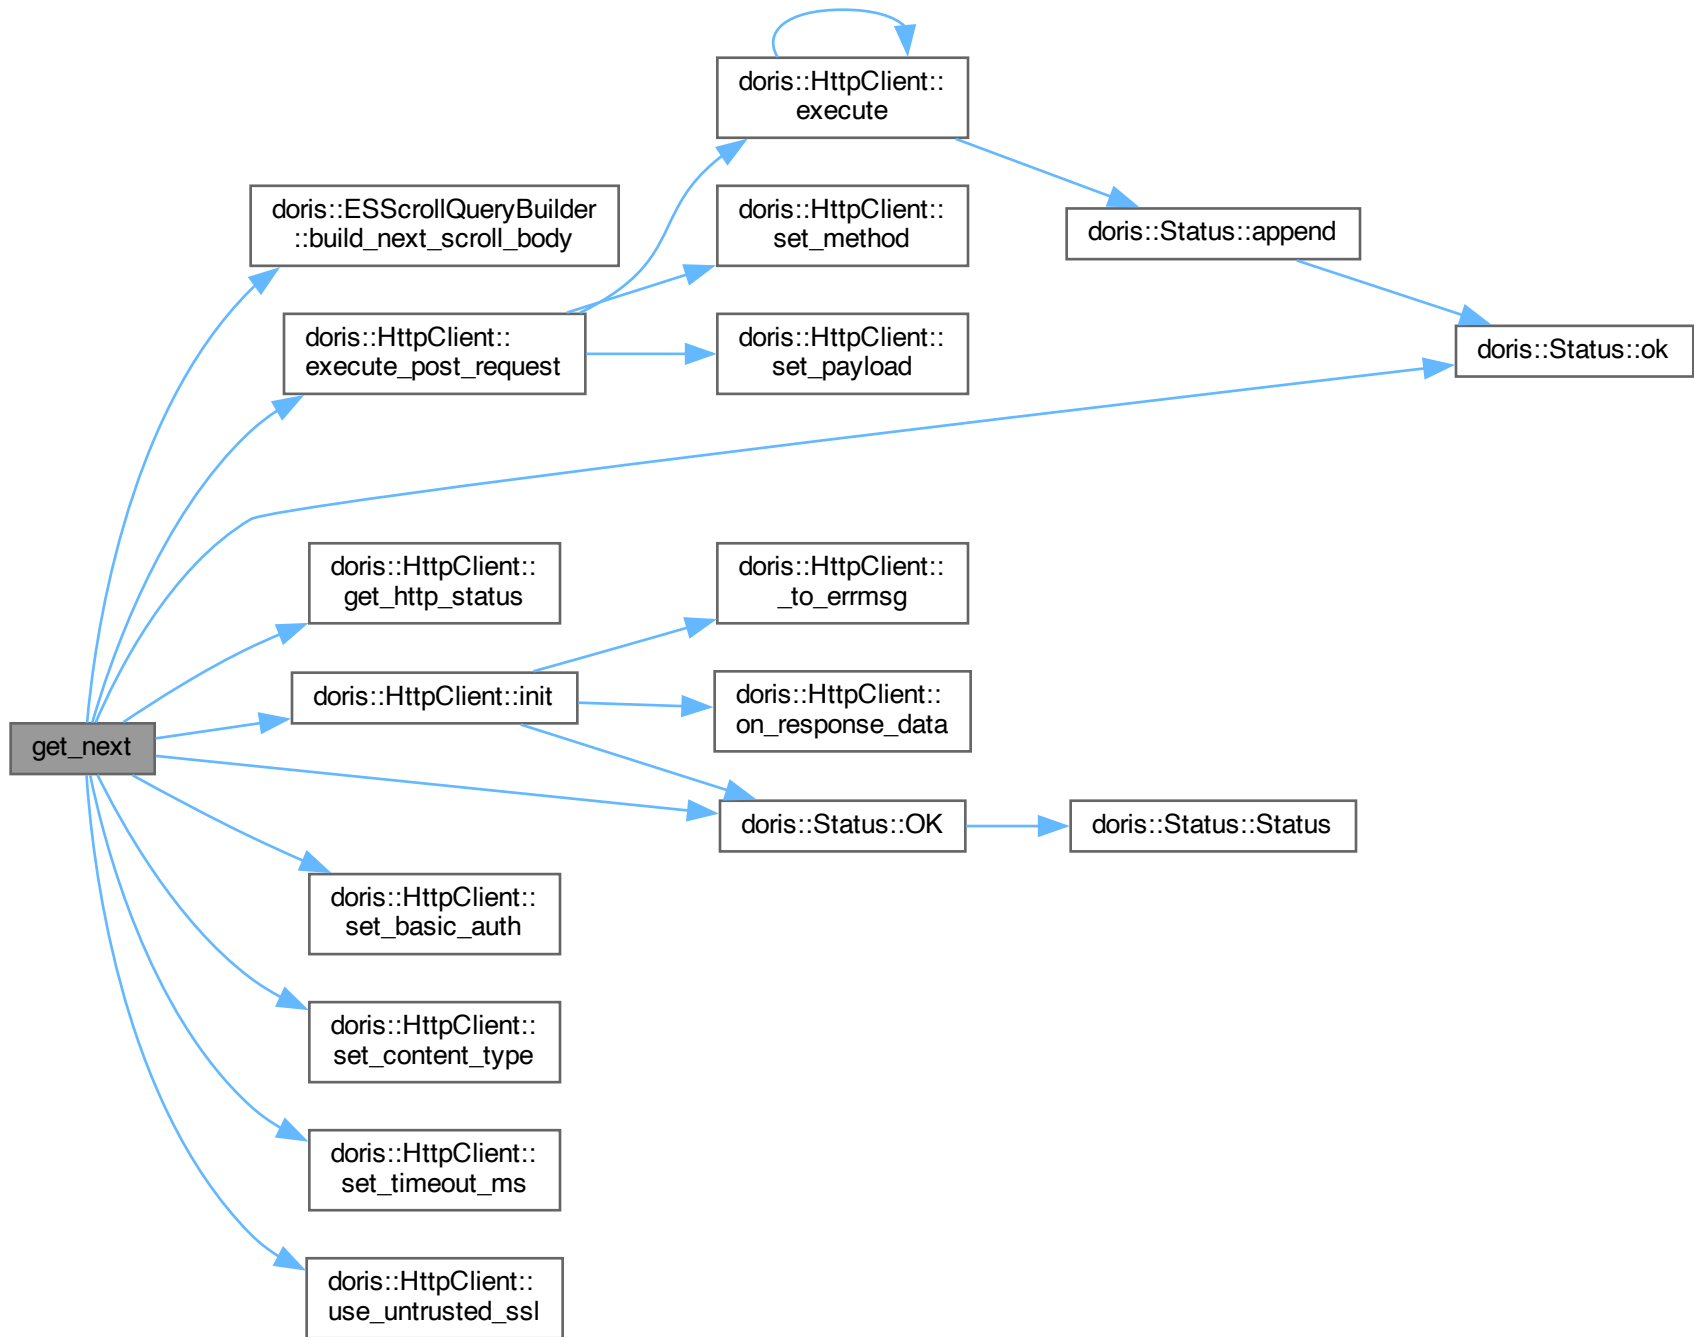 doris::HttpClient::
execute
doris::ESScrollQueryBuilder
::build_next_scroll_body
doris::HttpClient::
set_method
doris::Status::append
doris::HttpClient::
execute_post_request
doris::HttpClient::
set_payload
doris::Status::ok
doris::HttpClient::
get_http_status
doris::HttpClient::
_to_errmsg
get_next
doris::HttpClient::init
doris::HttpClient::
on_response_data
doris::Status::OK
doris::Status::Status
doris::HttpClient::
set_basic_auth
doris::HttpClient::
set_content_type
doris::HttpClient::
set_timeout_ms
doris::HttpClient::
use_untrusted_ssl